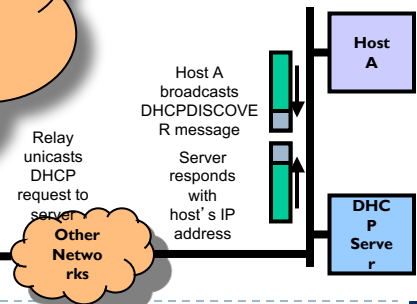 Host
A
Host A
broadcasts
DHCPDISCOVE
R message
Relay
unicasts
DHCP
request to
server
Server
responds
with
host's IP
address
Other
Netwo
rks
DHC
P
Serve
r